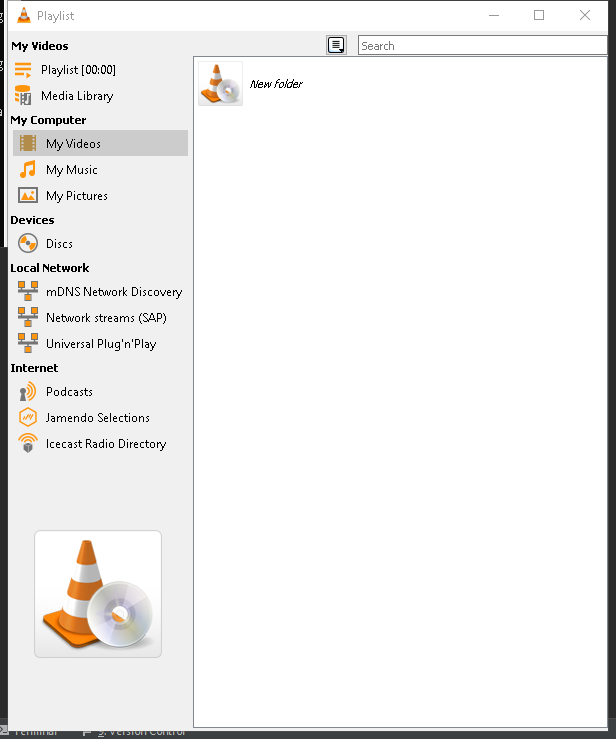 Playlist
My Videos
Search
Playlist [00:00]
Media Library
My Computer
My Videos
My Music
My Pictures
Devices
Discs
Local Network
mDNS Network Discovery
Network streams (SAP)
Universal Plug'n'Play
Internet
Podcasts
Jamendo Selections
Icecast Radio Directory
New folder
Terminal
9: Version Control